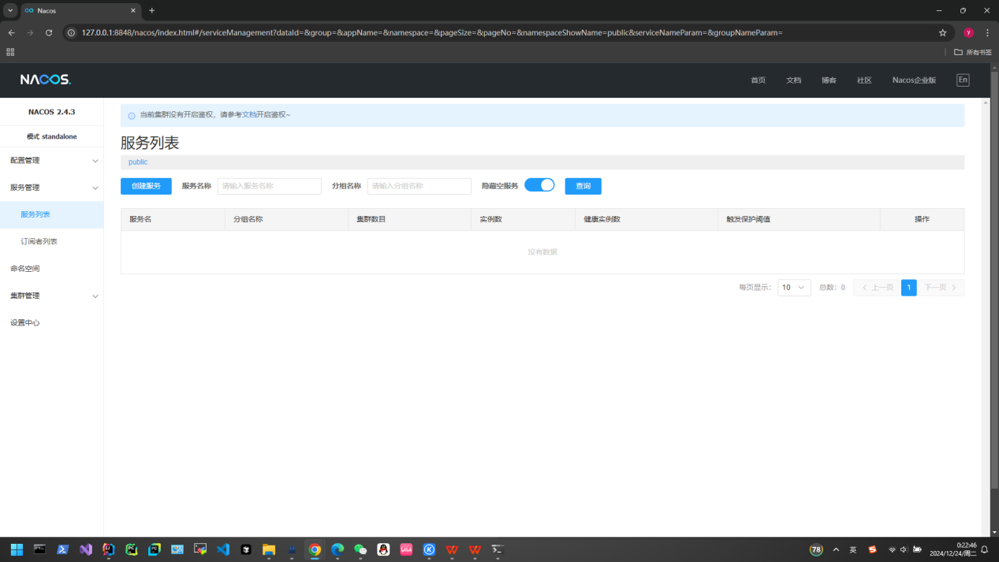 Nacos
127.0.0.1:8848/nacos/index.html#/serviceManagement?dataId=&group=&appName=&namespace=&pageSize=&pageNo=&namespaceShowName=public&serviceNameParam=&groupNameParam=
y
所有书签
NACOS.
首页 文档 博客 社区 Nacos企业版 En
NACOS 2.4.3
模式 standalone
配置管理
服务管理
服务列表
订阅者列表
命名空间
集群管理
设置中心
当前集群没有开启鉴权，请参考文档开启鉴权~
服务列表
public
创建服务 服务名称 请输入服务名称 分组名称 请输入分组名称 隐藏空服务 查询
服务名 分组名称 集群数目 实例数 健康实例数 触发保护阈值 操作
没有数据
每页显示: 10 总数: 0 上一页 1 下一页
78 英
0:22:46
2024/12/24/周二